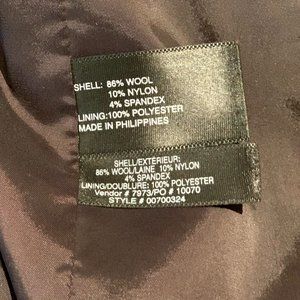 SHELL: 86% WOOL
10% NYLON
4% SPANDEX
LINING:100% POLYESTER
MADE IN PHILIPPINES
SHELL/EXTÉRIEUR:
86% WOOL/LAINE 10% NYLON
4% SPANDEX
LINING/DOUBLURE: 100% POLYESTER
Vendor # 7973/PO # 10070
STYLE # 00700324